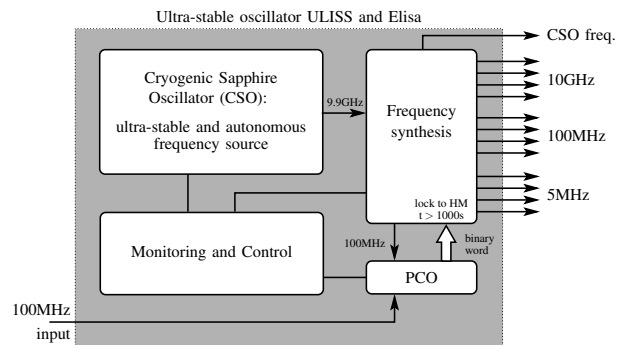 Ultra-stable oscillator ULISS and Elisa
CSO freq.
Cryogenic Sapphire
Oscillator (CSO):
ultra-stable and autonomous
frequency source
9.9GHz
Frequency
synthesis
lock to HM
t > 1000s
10GHz
100MHz
5MHz
Monitoring and Control
100MHz
binary
word
PCO
100MHz
input